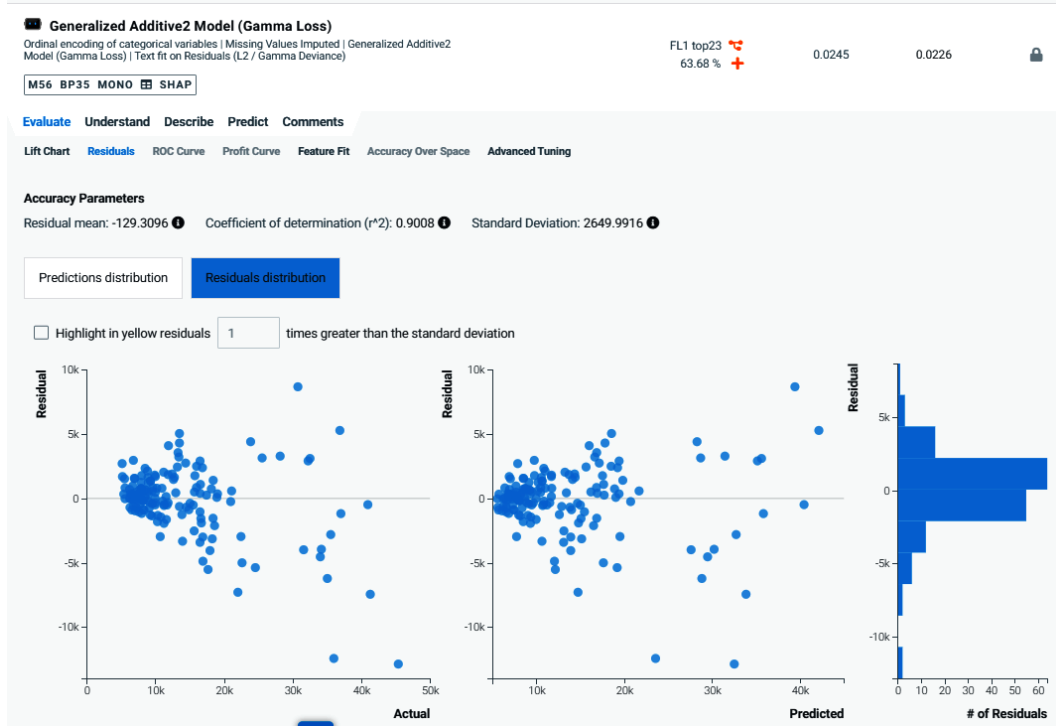 Generalized Additive2 Model (Gamma Loss)
Ordinal encoding of categorical variables | Missing Values Imputed | Generalized Additive2
Model (Gamma Loss) | Text fit on Residuals (L2 / Gamma Deviance)
FL1 top23
63.68 %
0.0245
0.0226
M56 BP35 MONO SHAP
Evaluate Understand Describe Predict Comments
Lift Chart Residuals ROC Curve Profit Curve Feature Fit Accuracy Over Space Advanced Tuning
Accuracy Parameters
Residual mean: -129.3096 Coefficient of determination (r^2): 0.9008 Standard Deviation: 2649.9916
Predictions distribution Residuals distribution
Highlight in yellow residuals 1 times greater than the standard deviation
Residual
10k
5k
0
-5k
-10k
0 10k 20k 30k 40k 50k
Actual
Residual
10k
5k
0
-5k
-10k
10k 20k 30k 40k
Predicted
Residual
5k
0
-5k
-10k
0 10 20 30 40 50 60
# of Residuals